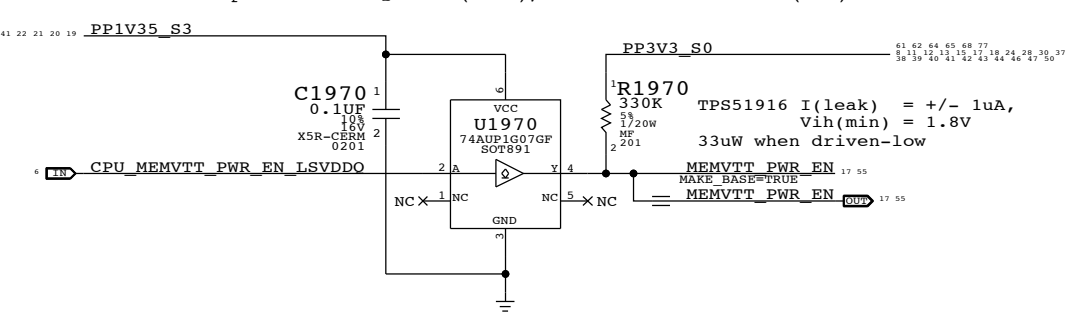 41 22 21 20 19 PP1V35_S3
PP3V3_S0
61 62 64 65 68 77
8 11 12 13 15 17 18 24 28 30 37
38 39 40 41 42 43 44 46 47 50
C1970 1
0.1UF
10%
16V
X5R-CERM 2
0201
6
VCC
U1970
74AUP1G07GF
SOT891
1 R1970
330K
5%
1/20W
MF
2 201
TPS51916 I(leak) = +/- 1uA,
Vih(min) = 1.8V
33uW when driven-low
6 IN CPU_MEMVTT_PWR_EN_LSVDDQ 2 A Y 4 MEMVTT_PWR_EN 17 55
MAKE_BASE=TRUE
NC 1 NC NC 5 NC MEMVTT_PWR_EN OUT 17 55
GND
3